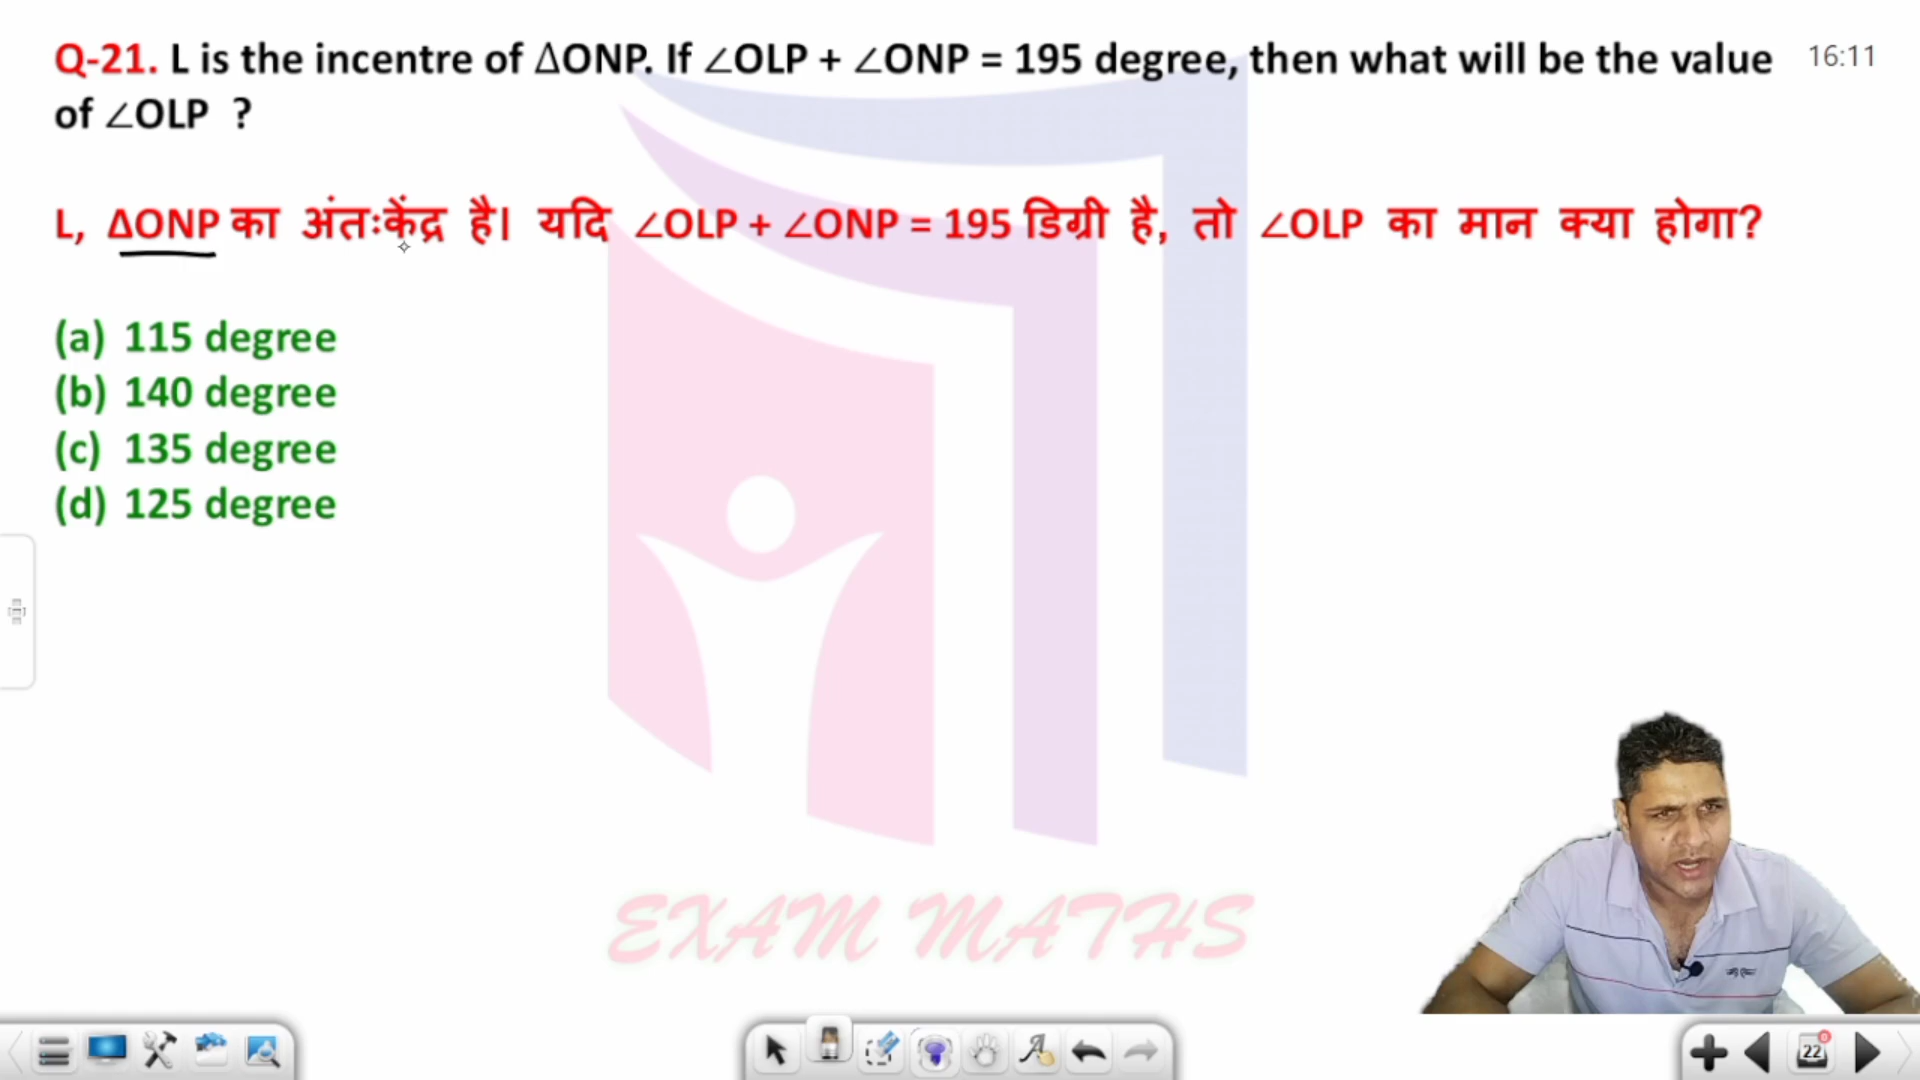 Q-21. L is the incentre of ΔONP. If ∠OLP + ∠ONP = 195 degree, then what will be the value
16:11
of ∠OLP ?
L, ΔONP का अंतःकेंद्र है। यदि ∠OLP + ∠ONP = 195 डिग्री है, तो ∠OLP का मान क्या होगा?
(a) 115 degree
(b) 140 degree
(c) 135 degree
(d) 125 degree
EXAM MATHS
22